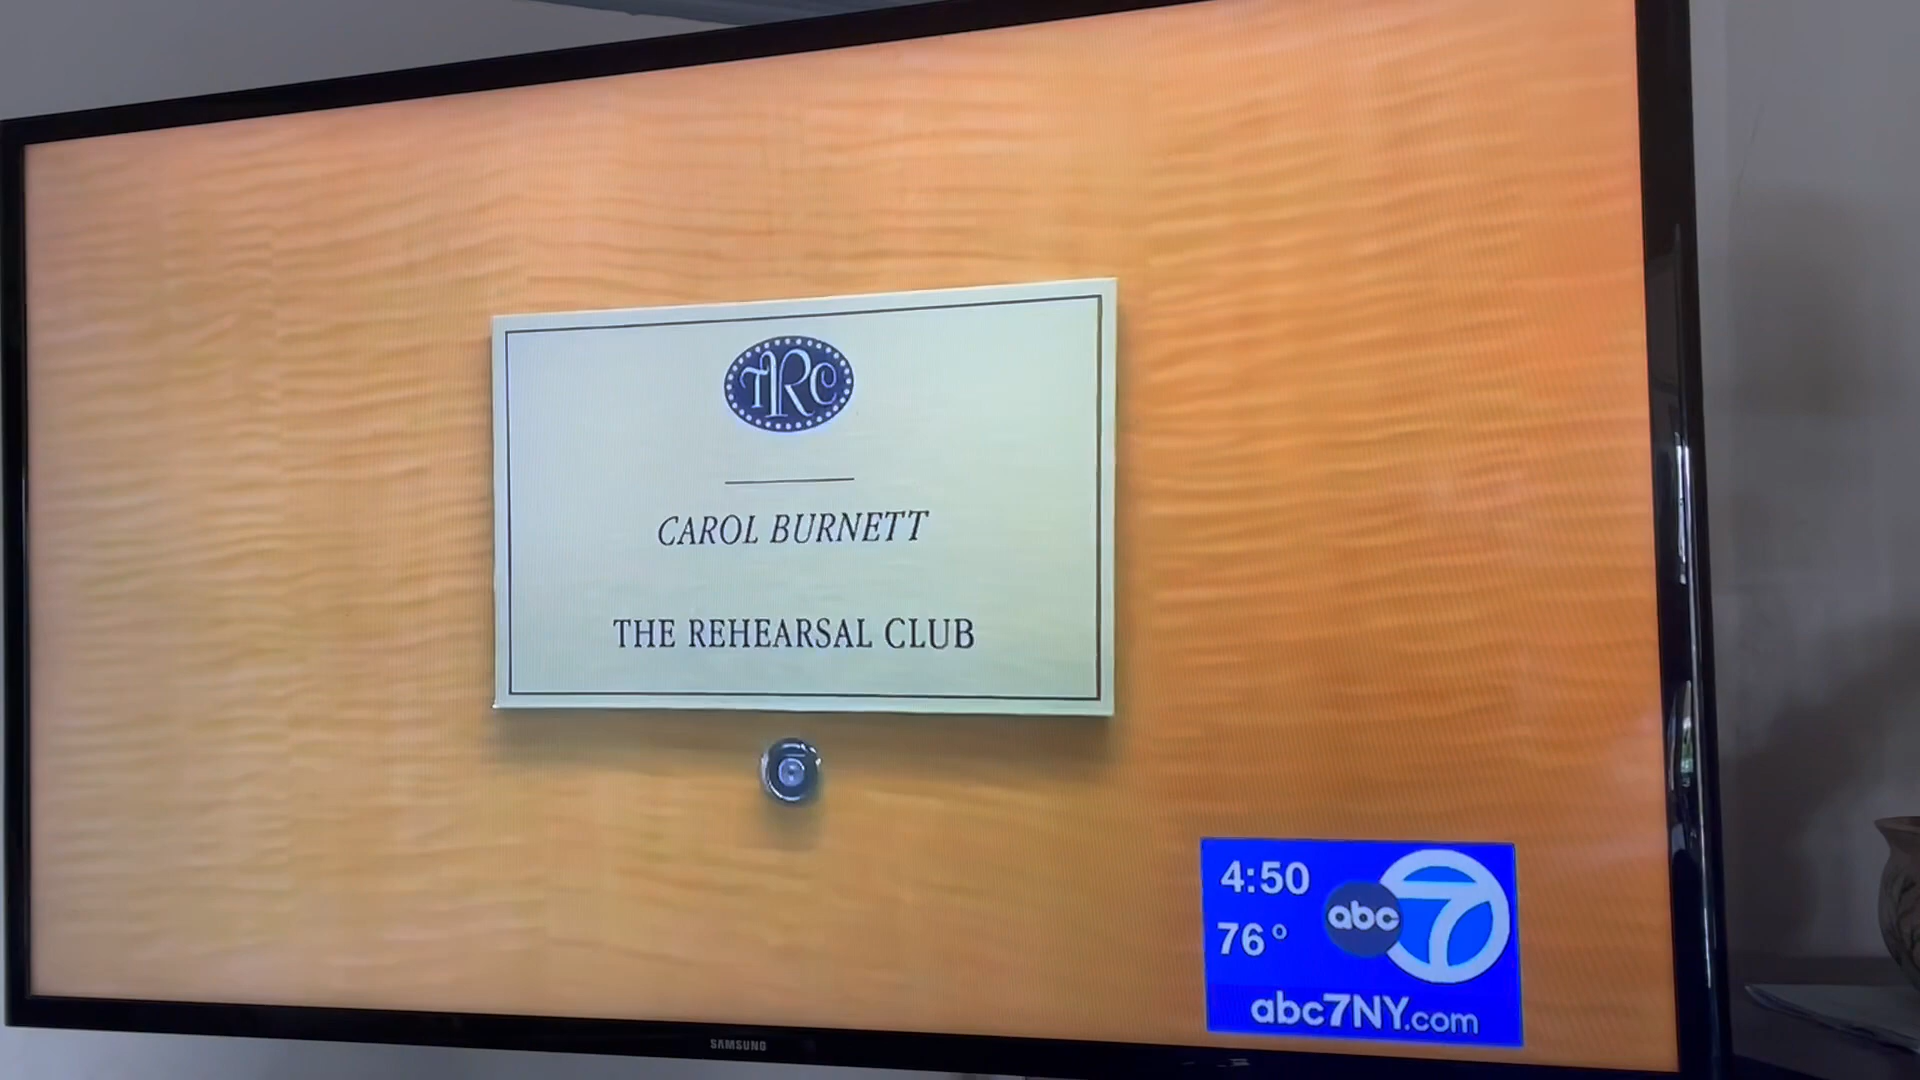 TRC
CAROL BURNETT
THE REHEARSAL CLUB
4:50
76°
abc 7
abc7NY.com
SAMSUNG